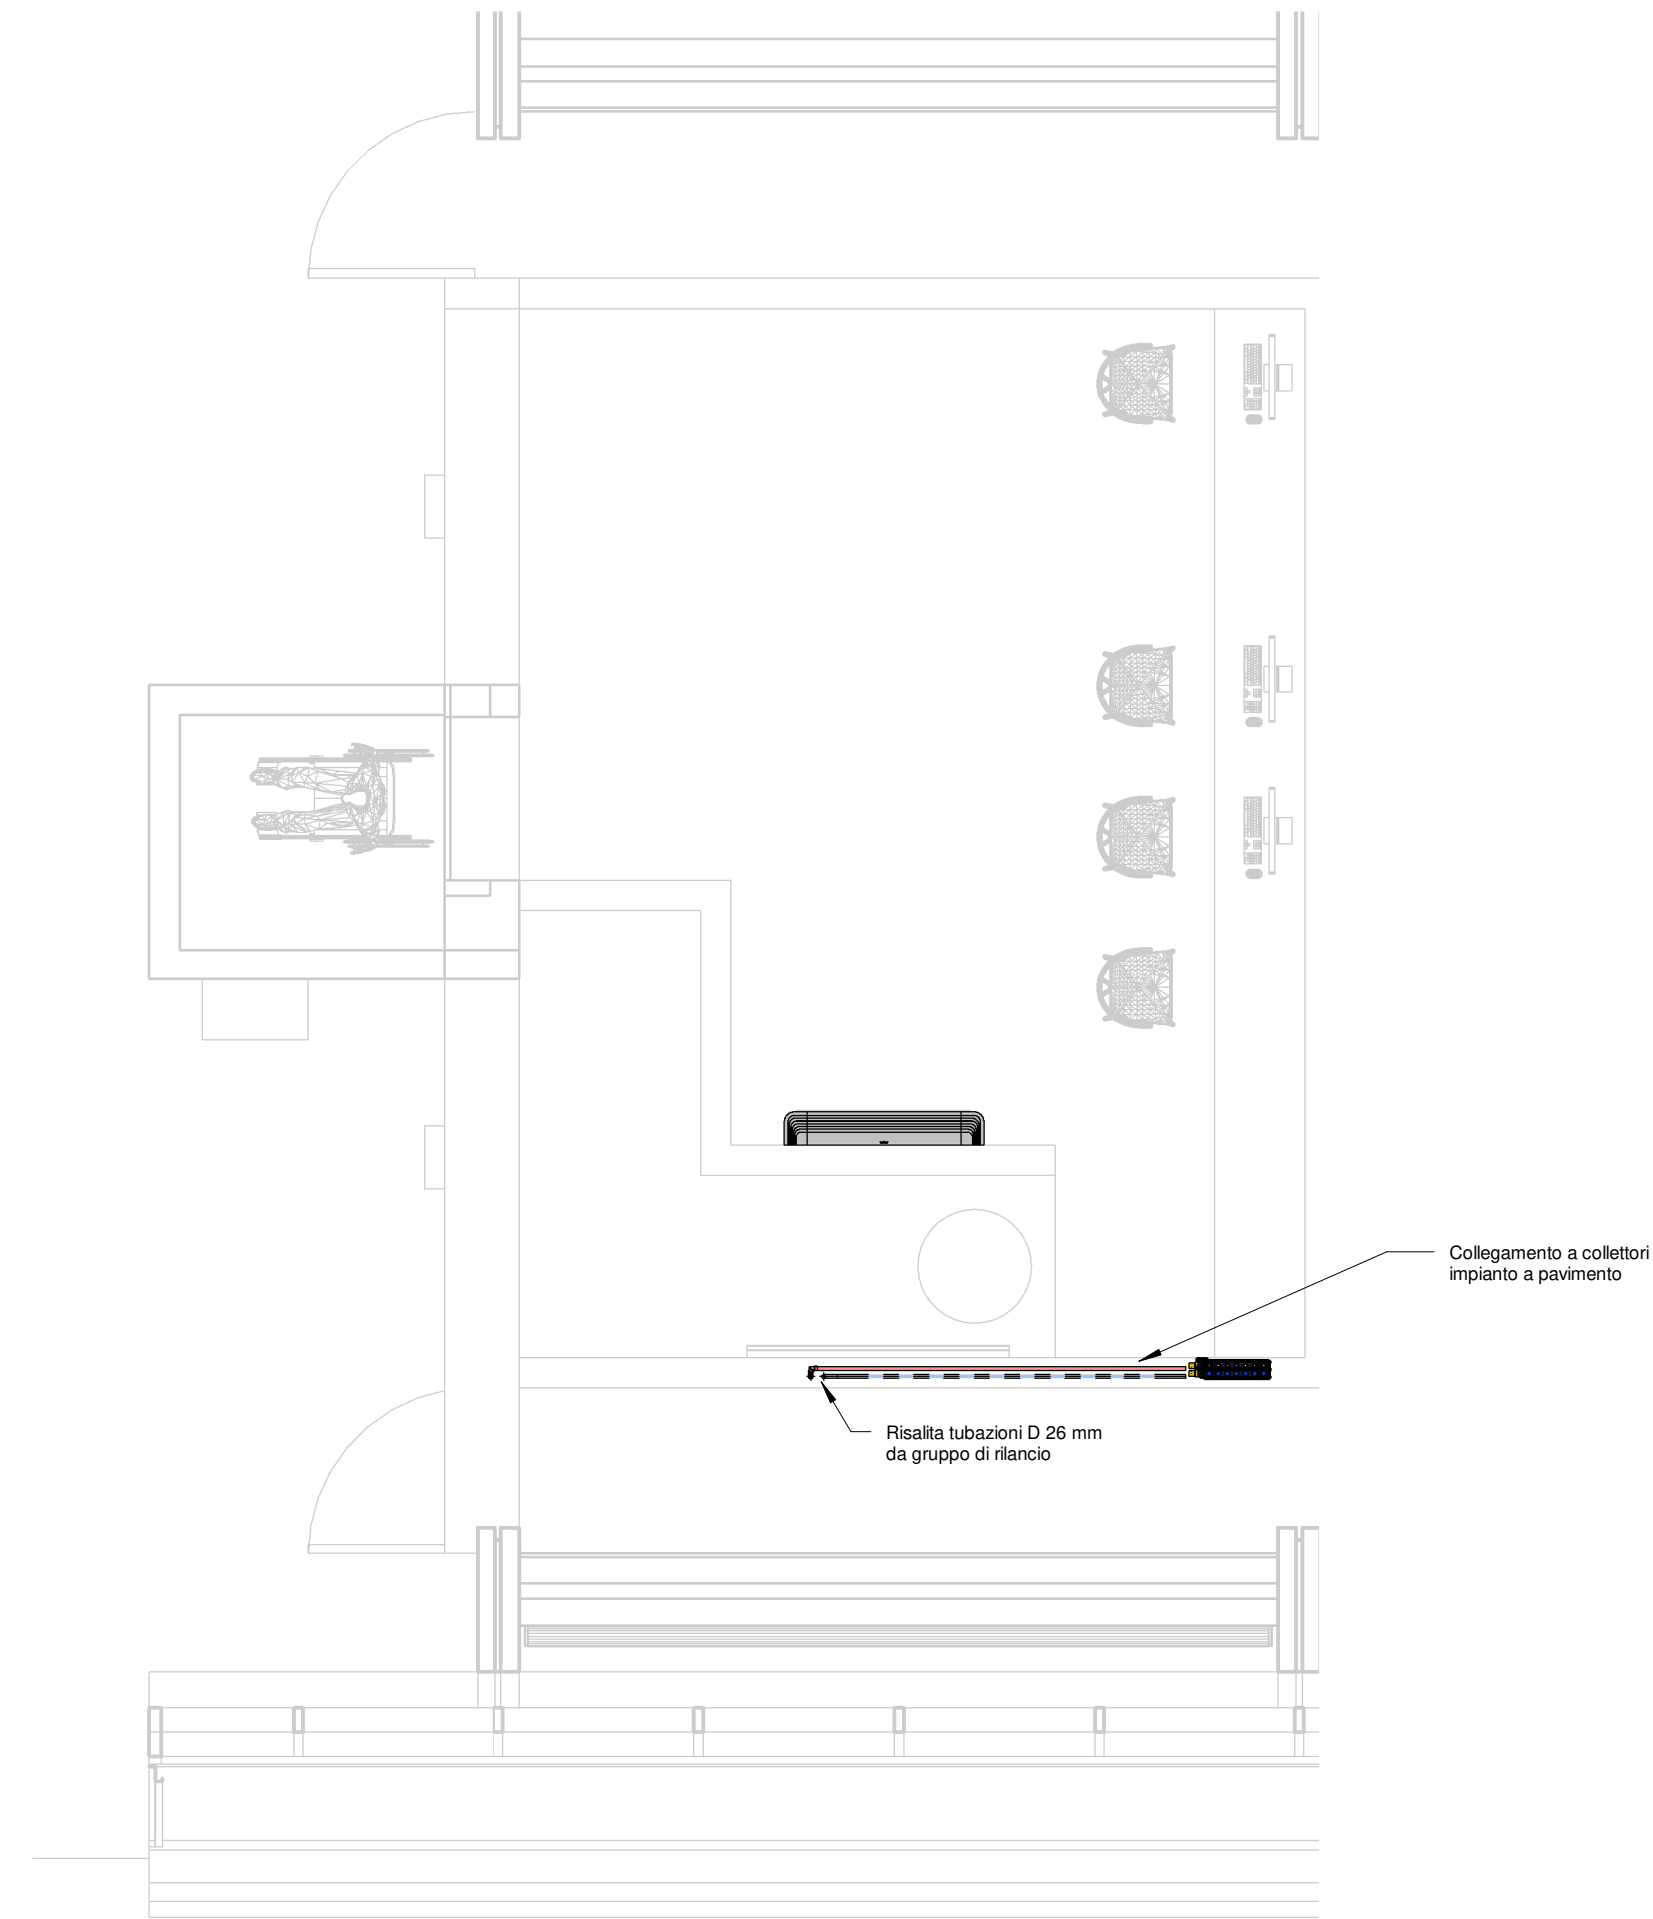 Collegamento a collettori
impianto a pavimento
Risalita tubazioni D 26 mm
da gruppo di rilancio